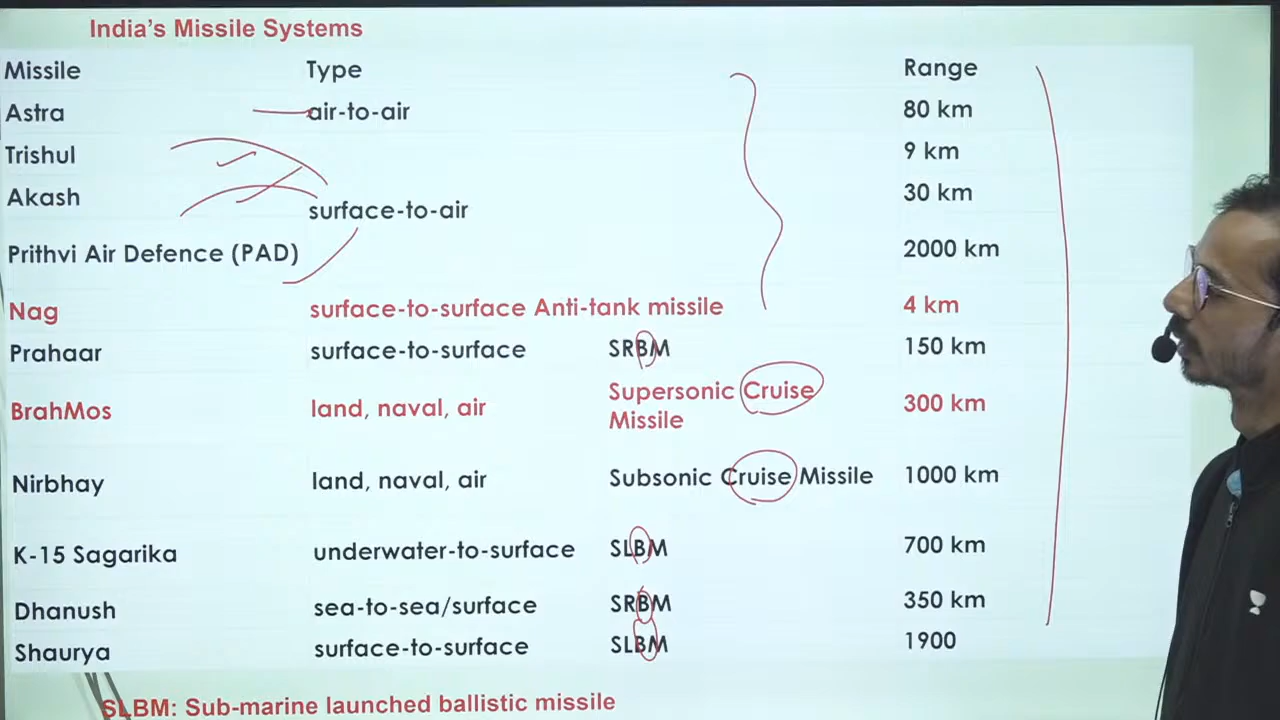 India's Missile Systems
Missile Type Range
Astra air-to-air 80 km
Trishul 9 km
Akash 30 km
surface-to-air
Prithvi Air Defence (PAD) 2000 km
Nag surface-to-surface Anti-tank missile 4 km
Prahaar surface-to-surface SRBM 150 km
BrahMos land, naval, air Supersonic Cruise 300 km
Missile
Nirbhay land, naval, air Subsonic Cruise Missile 1000 km
K-15 Sagarika underwater-to-surface SLBM 700 km
Dhanush sea-to-sea/surface SRBM 350 km
Shaurya surface-to-surface SLBM 1900
SLBM: Sub-marine launched ballistic missile